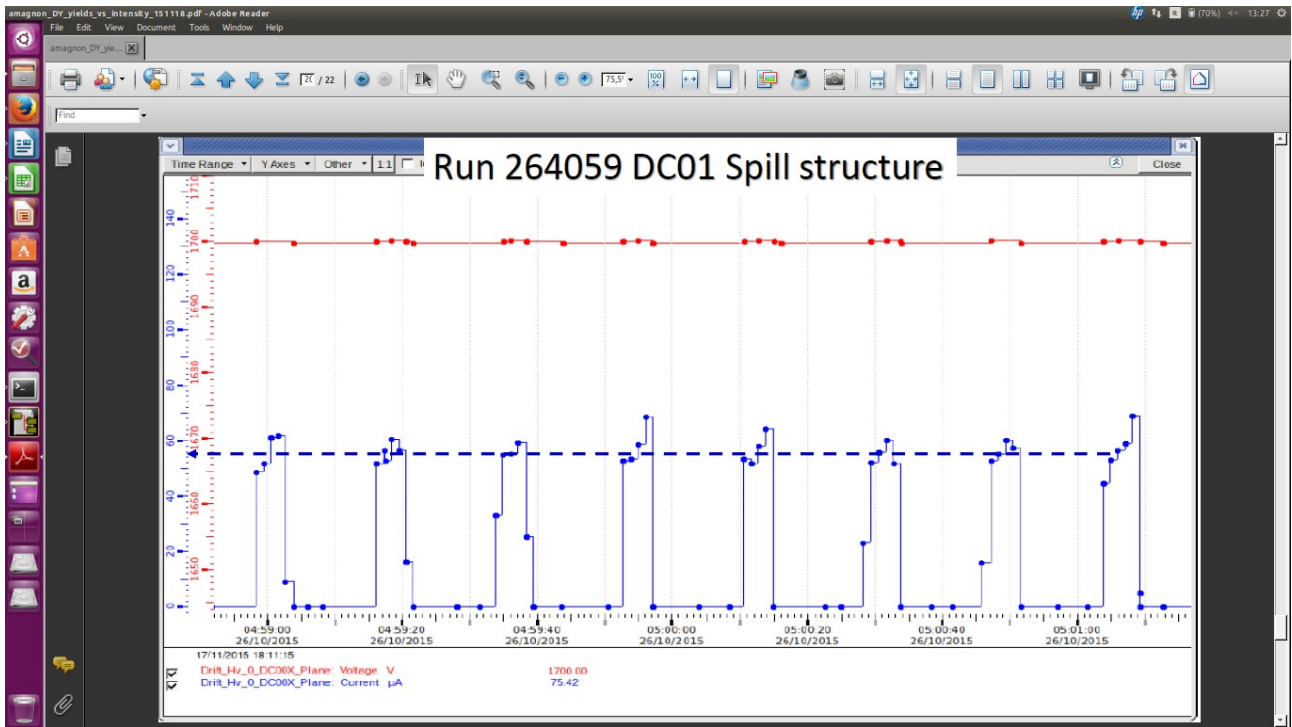 amagnon_DY_yields_vs_intensity_151118.pdf - Adobe Reader
hp R (70%) 13:27
File Edit View Document Tools Window Help
amagnon_DY_yie...
/ 22 75,5% 100%
Find
Time Range Y Axes Other 1:1
Run 264059 DC01 Spill structure
Close
140
120
100
80
60
40
20
0
1710
1700
1690
1680
1670
1660
1650
04:59:00 04:59:20 04:59:40 05:00:00 05:00:20 05:00:40 05:01:00
26/10/2015 26/10/2015 26/10/2015 26/10/2015 26/10/2015 26/10/2015 26/10/2015
17/11/2015 18:11:15
Drift_Hv_0_DC00X_Plane: Voltage V 1700.00
Drift_Hv_0_DC00X_Plane: Current µA 75.42